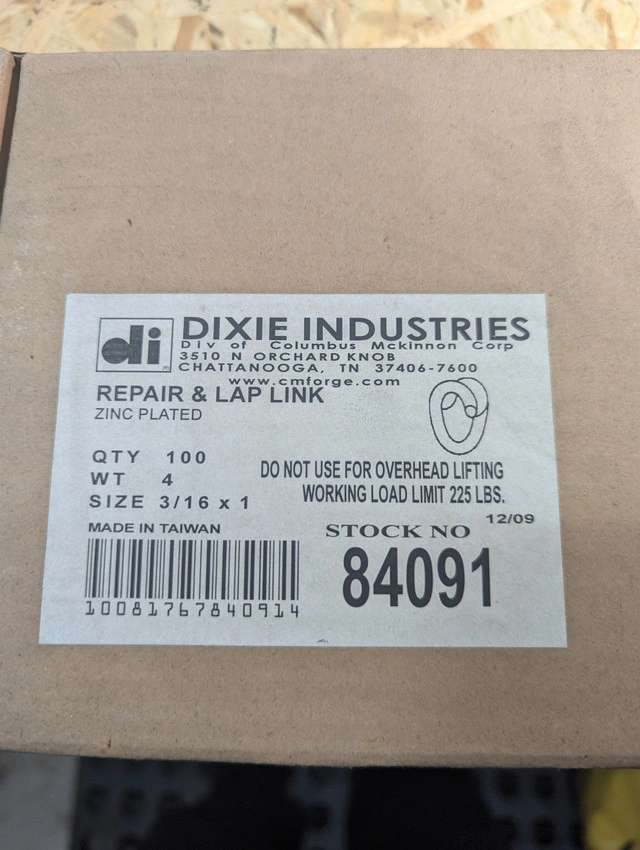 di
DIXIE INDUSTRIES
Div of Columbus Mckinnon Corp
3510 N ORCHARD KNOB
CHATTANOOGA, TN 37406-7600
www.cmforge.com
REPAIR & LAP LINK
ZINC PLATED
QTY 100
WT 4
SIZE 3/16 x 1
DO NOT USE FOR OVERHEAD LIFTING
WORKING LOAD LIMIT 225 LBS.
12/09
MADE IN TAIWAN
STOCK NO
84091
10081767840914